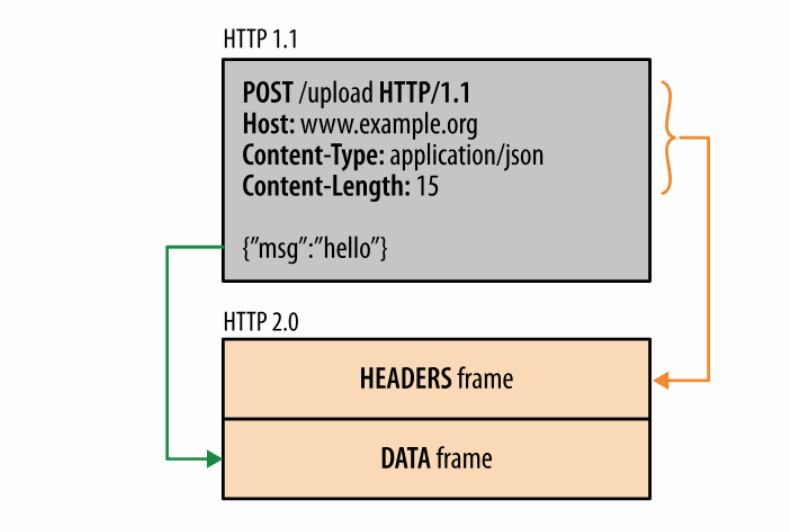 HTTP 1.1
POST /upload HTTP/1.1
Host: www.example.org
Content-Type: application/json
Content-Length: 15
{”msg”:”hello”}
HTTP 2.0
HEADERS frame
DATA frame